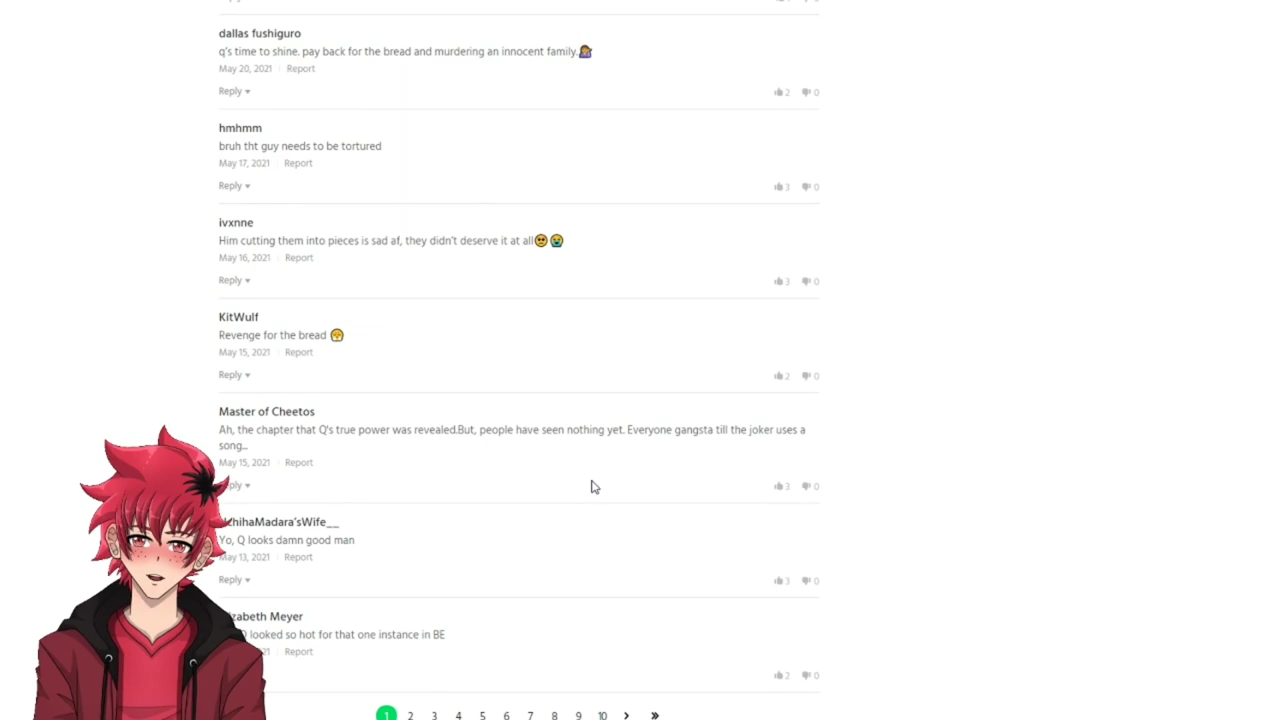 dallas fushiguro
q's time to shine. pay back for the bread and murdering an innocent family.
May 20, 2021 Report
Reply
2 0
hmhmm
bruh tht guy needs to be tortured
May 17, 2021 Report
Reply
3 0
ivxnne
Him cutting them into pieces is sad af, they didn't deserve it at all
May 16, 2021 Report
Reply
3 0
KitWulf
Revenge for the bread
May 15, 2021 Report
Reply
2 0
Master of Cheetos
Ah, the chapter that Q's true power was revealed.But, people have seen nothing yet. Everyone gangsta till the joker uses a
song...
May 15, 2021 Report
3 0
Yo, Q looks damn good man
May 13, 2021 Report
Reply
3 0
Meyer
looked so hot for that one instance in BE
Report
2 0
1 2 3 4 5 6 7 8 9 10 > »